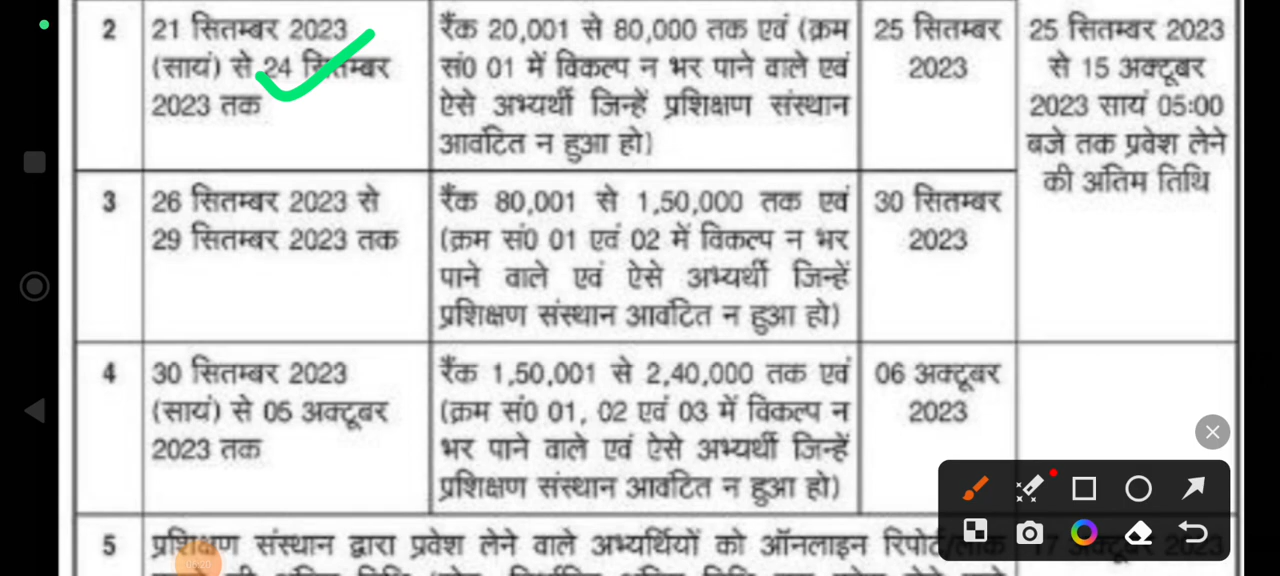 2
21 सितम्बर 2023
(सायं) से 24 सितम्बर
2023 तक
रैंक 20,001 से 80,000 तक एवं (क्रम
सं0 01 में विकल्प न भर पाने वाले एवं
ऐसे अभ्यर्थी जिन्हें प्रशिक्षण संस्थान
आवंटित न हुआ हो)
25 सितम्बर
2023
25 सितम्बर 2023
से 15 अक्टूबर
2023 सायं 05:00
बजे तक प्रवेश लेने
की अंतिम तिथि
3
26 सितम्बर 2023 से
29 सितम्बर 2023 तक
रैंक 80,001 से 1,50,000 तक एवं
(क्रम सं0 01 एवं 02 में विकल्प न भर
पाने वाले एवं ऐसे अभ्यर्थी जिन्हें
प्रशिक्षण संस्थान आवंटित न हुआ हो)
30 सितम्बर
2023
4
30 सितम्बर 2023
(सायं) से 05 अक्टूबर
2023 तक
रैंक 1,50,001 से 2,40,000 तक एवं
(क्रम सं0 01, 02 एवं 03 में विकल्प न
भर पाने वाले एवं ऐसे अभ्यर्थी जिन्हें
प्रशिक्षण संस्थान आवंटित न हुआ हो)
06 अक्टूबर
2023
5
प्रशिक्षण संस्थान द्वारा प्रवेश लेने वाले अभ्यर्थियों को ऑनलाइन रिपोर्ट/लॉक
17 अक्टूबर 2023
06:20